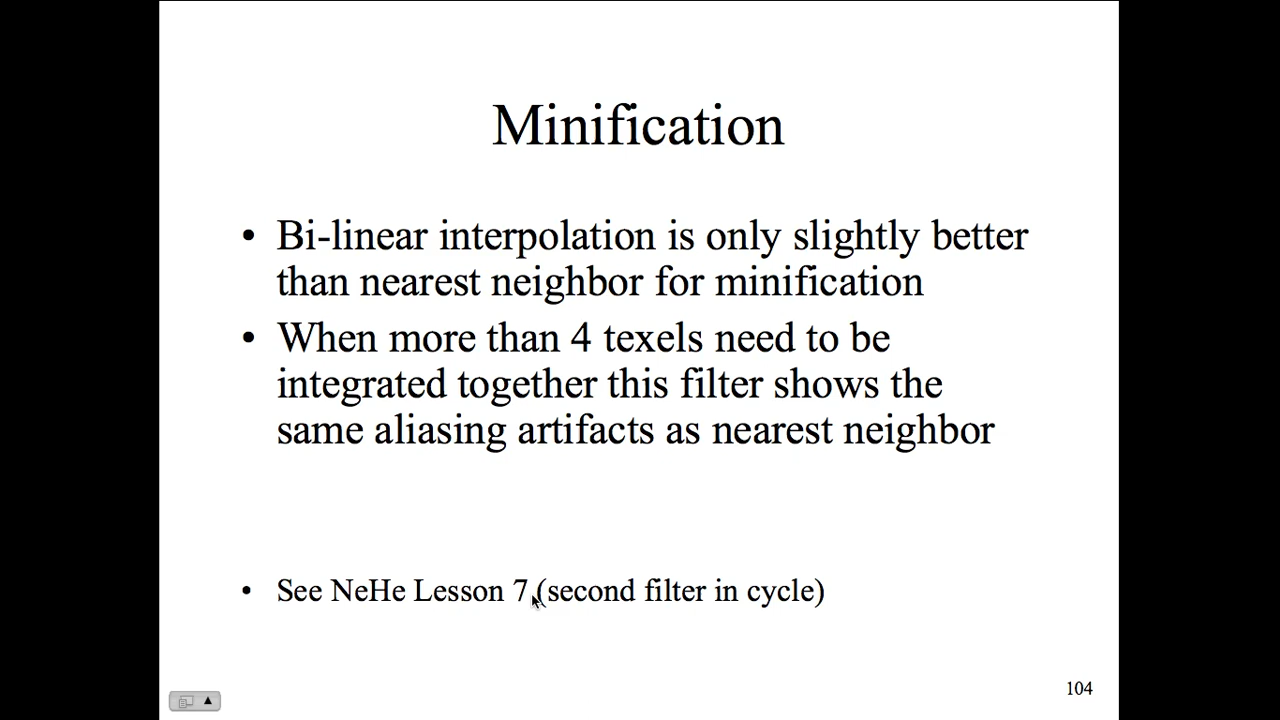 Minification
• Bi-linear interpolation is only slightly better
than nearest neighbor for minification
• When more than 4 texels need to be
integrated together this filter shows the
same aliasing artifacts as nearest neighbor
• See NeHe Lesson 7 (second filter in cycle)
104